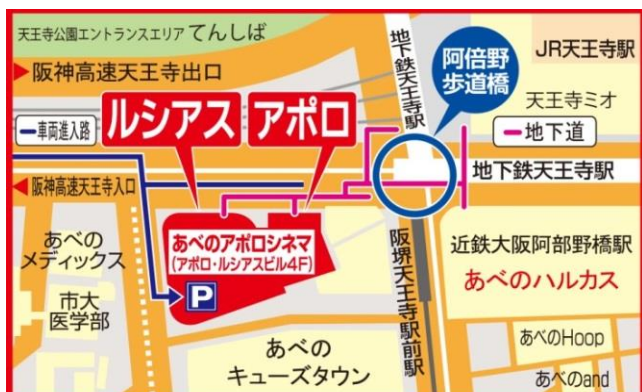 天王寺公園エントランスエリア てんしば
阪神高速天王寺出口
車両進入路
ルシアス
アポロ
地下鉄天王寺駅
阿倍野
歩道橋
JR天王寺駅
天王寺ミオ
地下道
地下鉄天王寺駅
阪神高速天王寺入口
あべの
メディックス
市大
医学部
あべのアポロシネマ
(アポロ・ルシアスビル4F)
P
あべの
キューズタウン
阪堺天王寺駅前駅
近鉄大阪阿部野橋駅
あべのハルカス
あべのHoop
あべのand